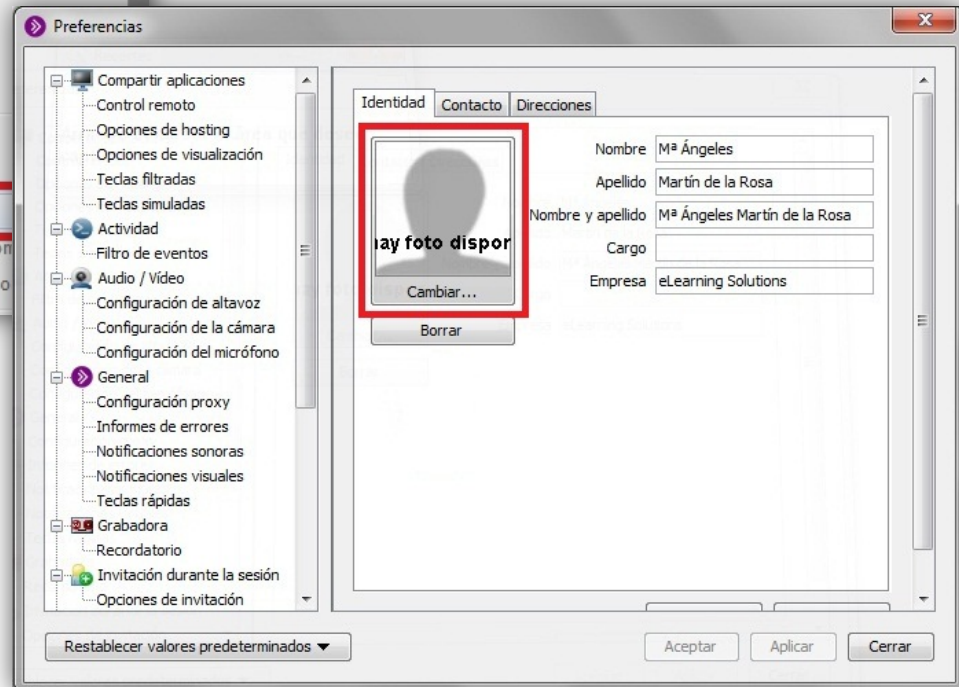 Preferencias
Compartir aplicaciones
Control remoto
Opciones de hosting
Opciones de visualización
Teclas filtradas
Teclas simuladas
Actividad
Filtro de eventos
Audio / Vídeo
Configuración de altavoz
Configuración de la cámara
Configuración del micrófono
General
Configuración proxy
Informes de errores
Notificaciones sonoras
Notificaciones visuales
Teclas rápidas
Grabadora
Recordatorio
Invitación durante la sesión
Opciones de invitación
Identidad Contacto Direcciones
hay foto dispor
Cambiar...
Borrar
Nombre Mª Ángeles
Apellido Martín de la Rosa
Nombre y apellido Mª Ángeles Martín de la Rosa
Cargo
Empresa eLearning Solutions
Restablecer valores predeterminados
Aceptar Aplicar Cerrar